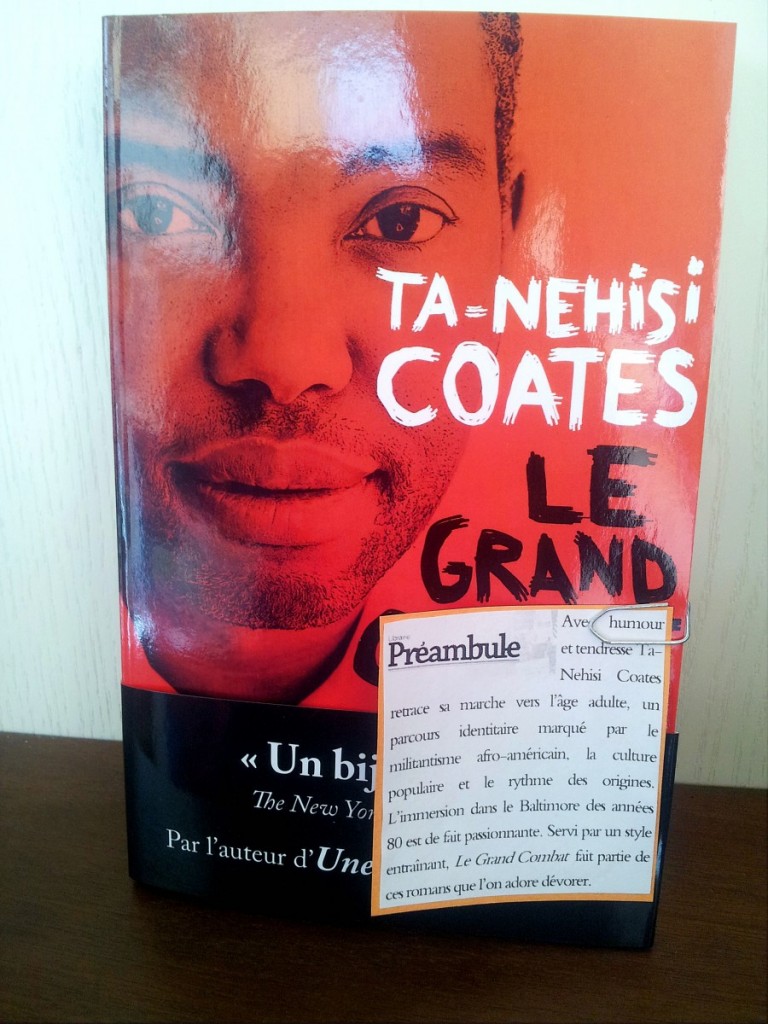 TA-NEHiSi
COATES
LE
GRAND
« Un bij
The New Yor
Par l'auteur d'Une
Librairie
Préambule
Ave humour
et tendresse Ta-
Nehisi Coates
retrace sa marche vers l'âge adulte, un
parcours identitaire marqué par le
militantisme afro-américain, la culture
populaire et le rythme des origines.
L'immersion dans le Baltimore des années
80 est de fait passionnante. Servi par un style
entraînant, Le Grand Combat fait partie de
ces romans que l'on adore dévorer.